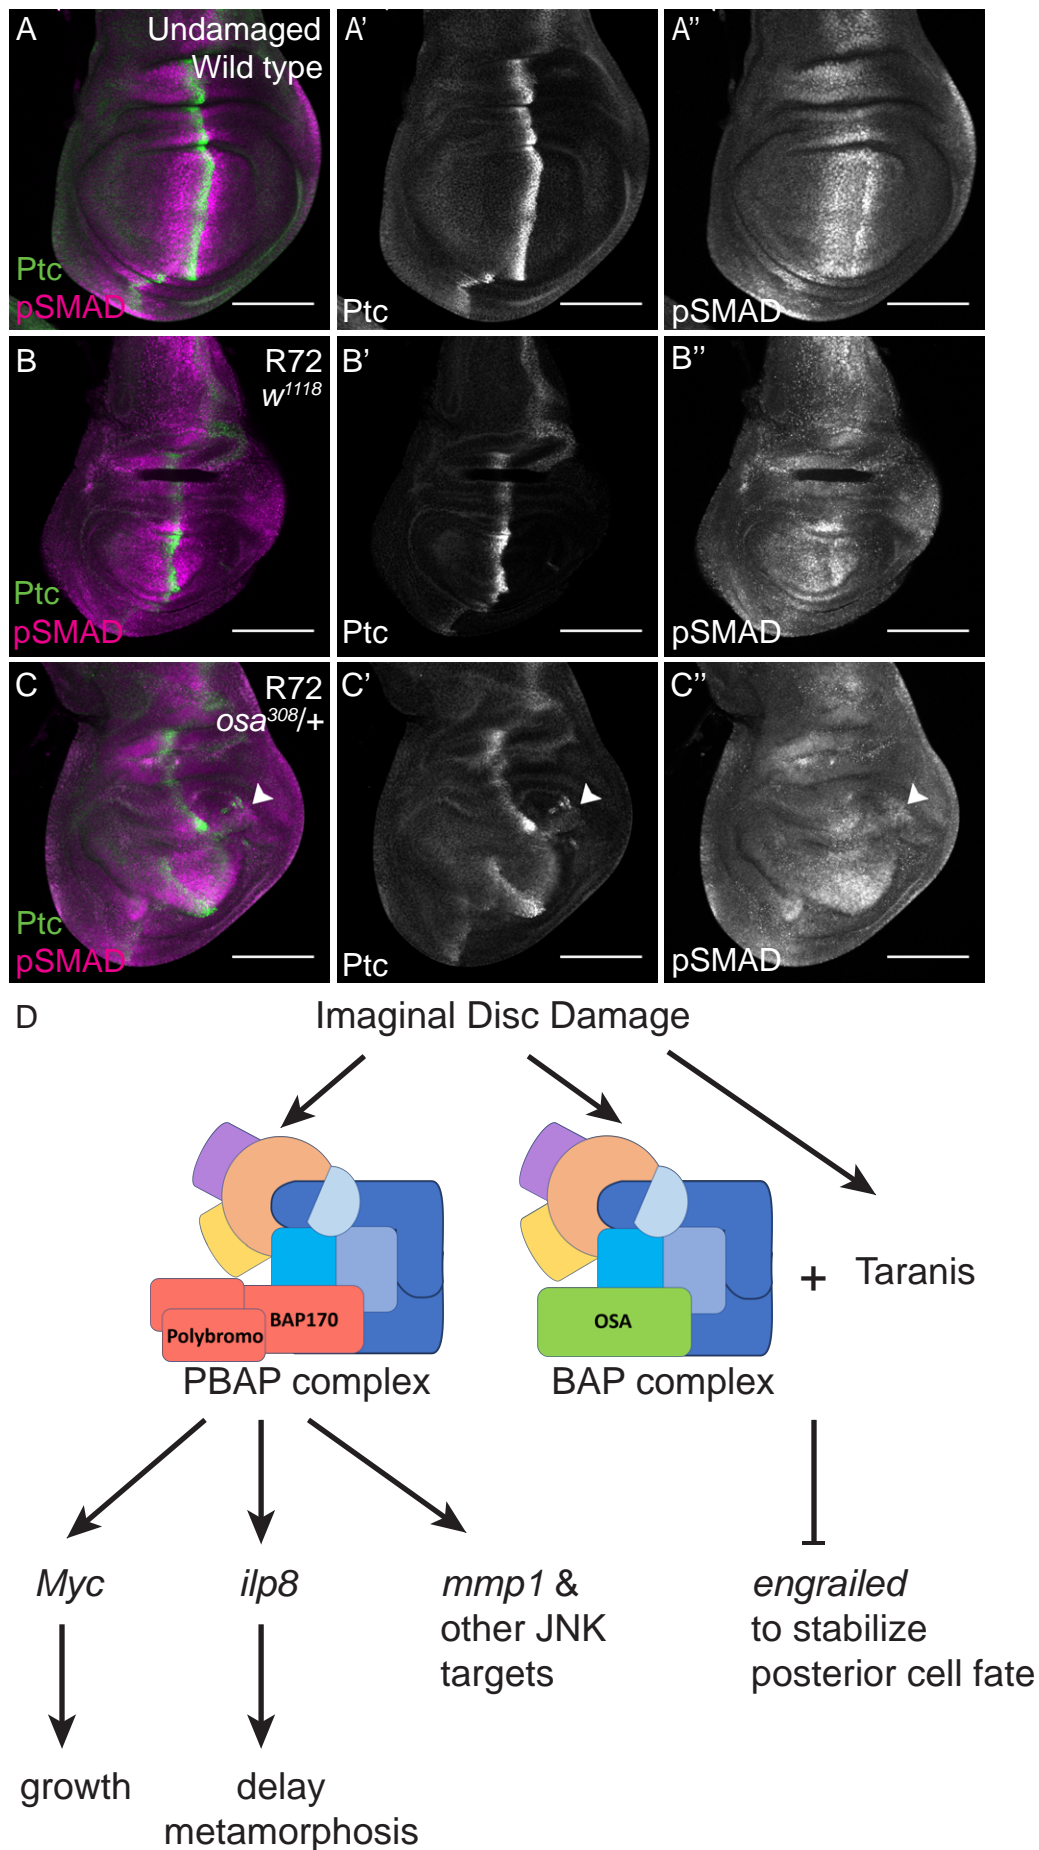 A
Undamaged
Wild type
Ptc
pSMAD
A'
Ptc
A''
pSMAD
B
R72
w1118
Ptc
pSMAD
B'
Ptc
B''
pSMAD
C
R72
osa308/+
Ptc
pSMAD
C'
Ptc
C''
pSMAD
D
Imaginal Disc Damage
BAP170
Polybromo
PBAP complex
OSA
BAP complex
+
Taranis
Myc
growth
ilp8
delay
metamorphosis
mmp1 &
other JNK
targets
engrailed
to stabilize
posterior cell fate